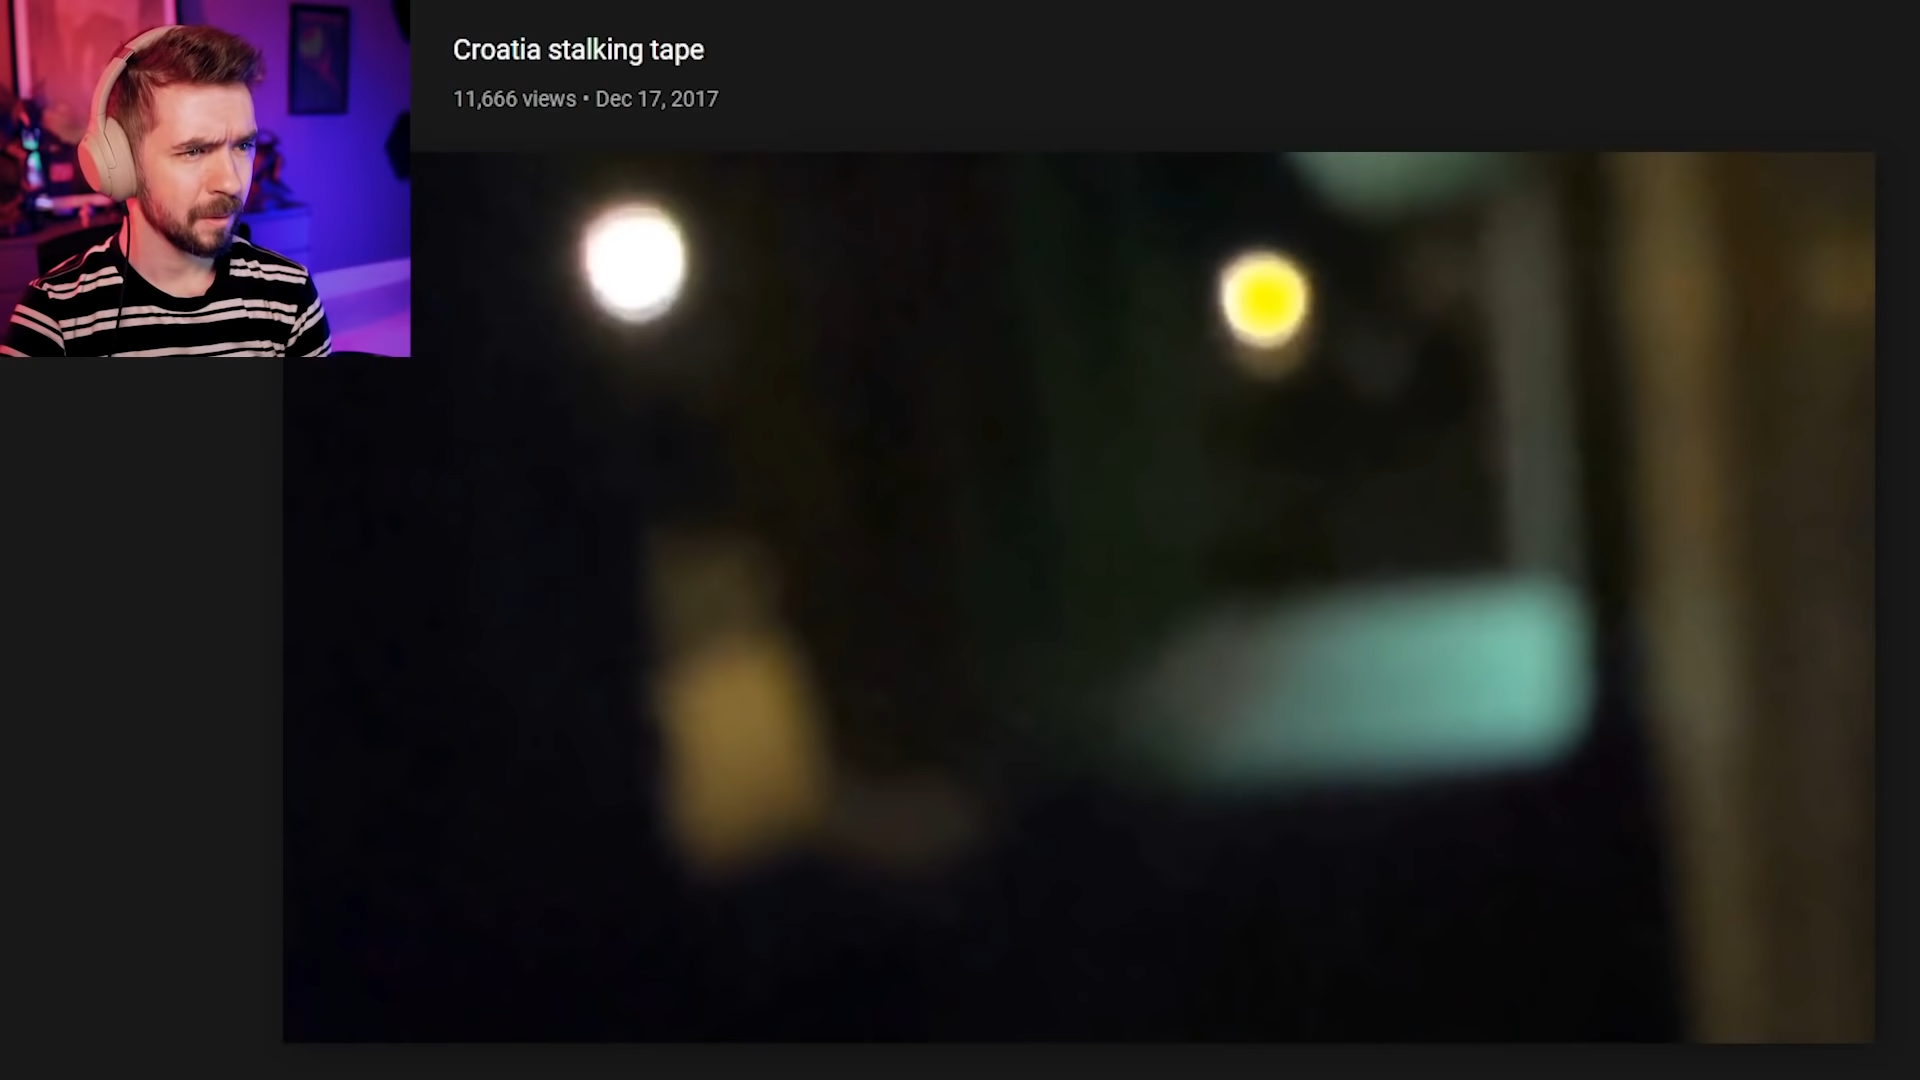 Croatia stalking tape
11,666 views • Dec 17, 2017